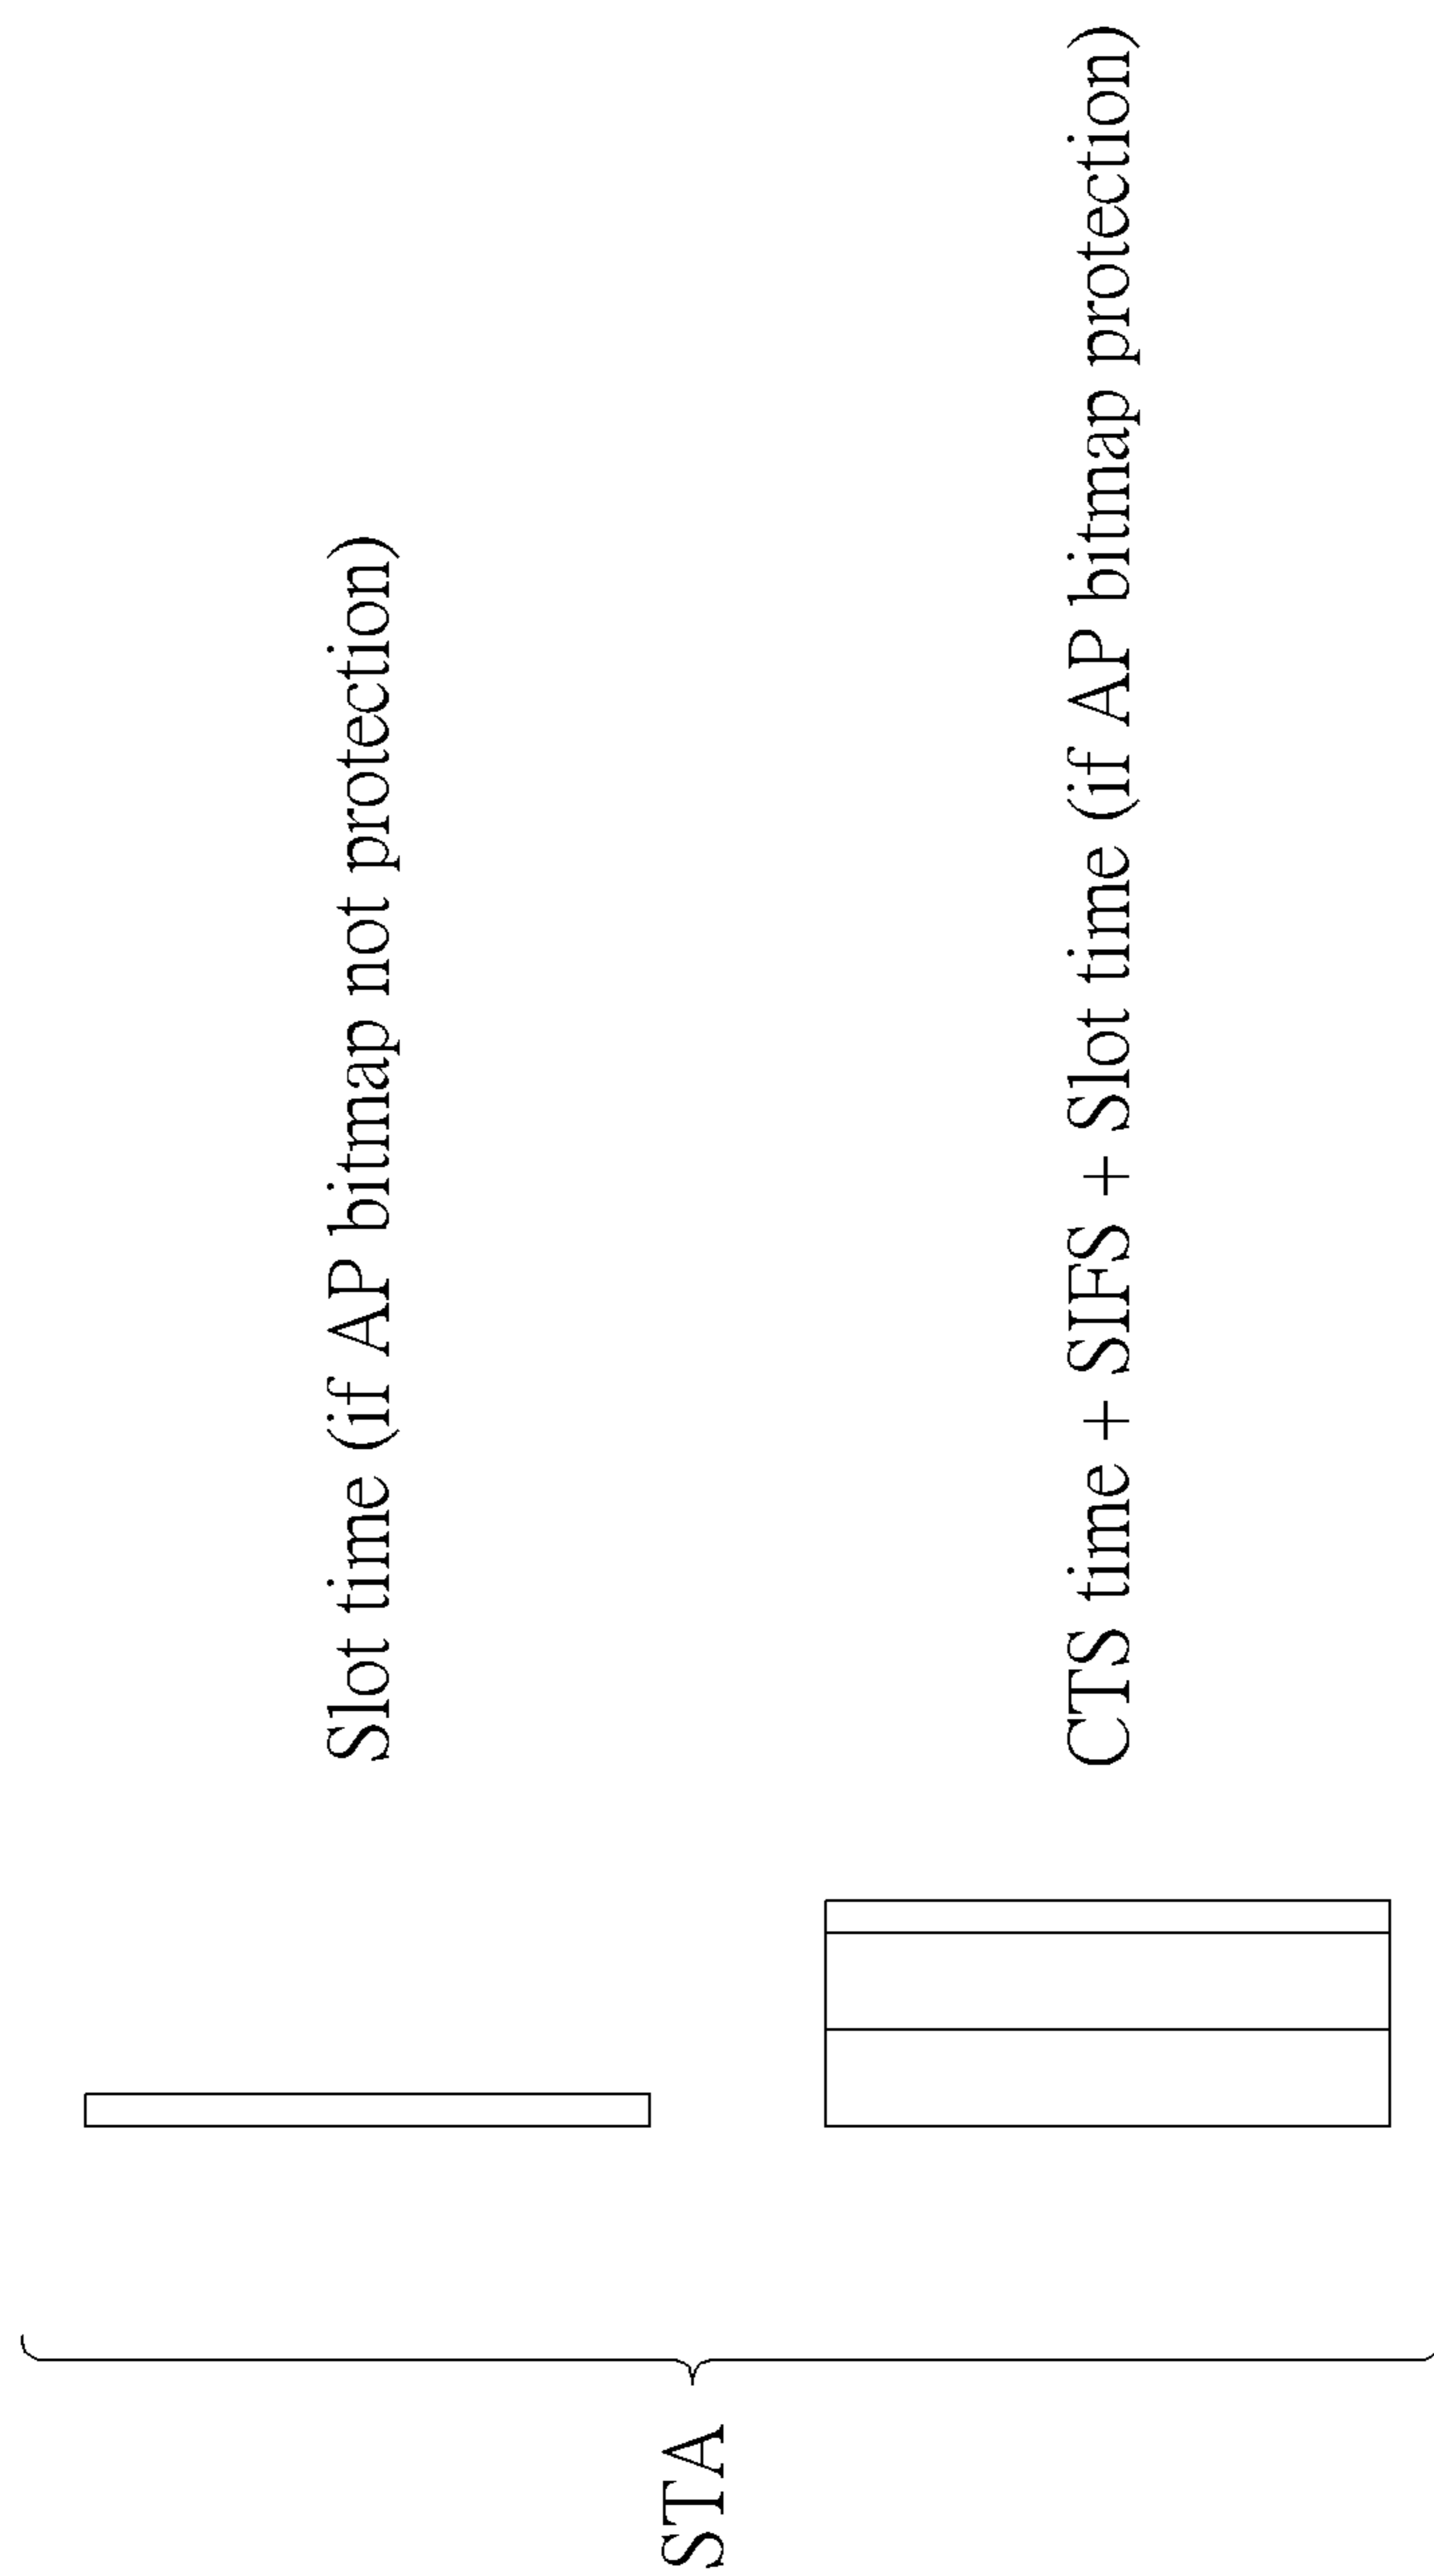 STA
Slot time (if AP bitmap not protection)
CTS time + SIFS + Slot time (if AP bitmap protection)